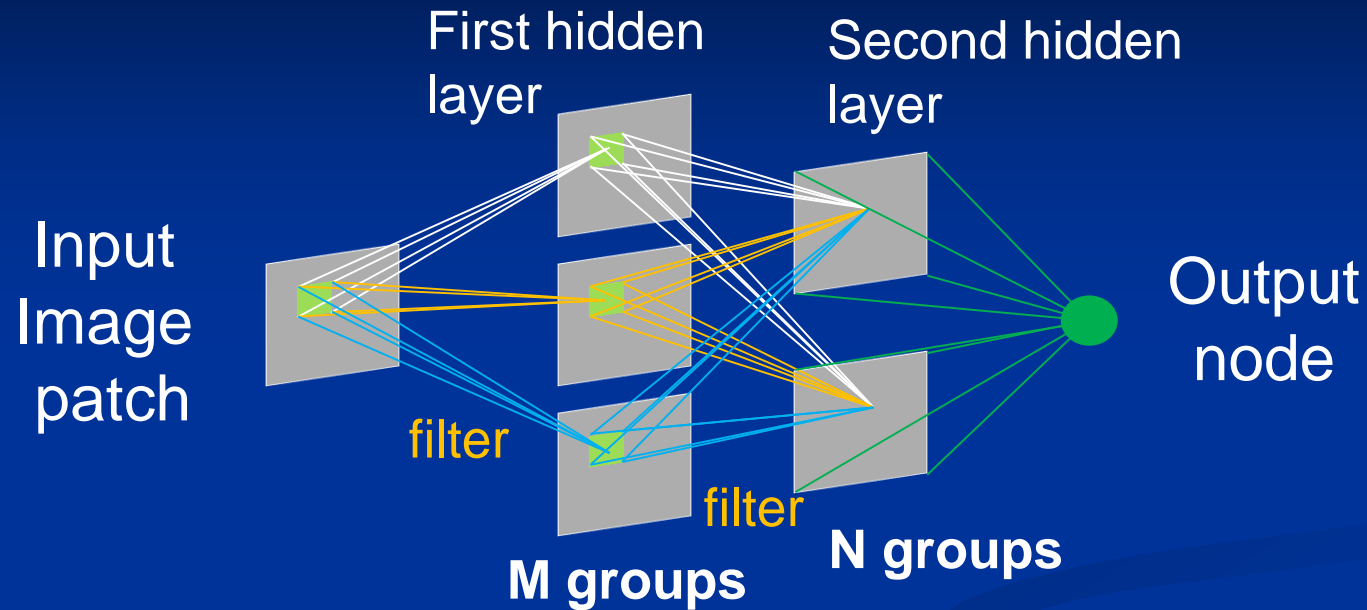 First hidden
layer
Second hidden
layer
Input
Image
patch
filter
filter
M groups
N groups
Output
node